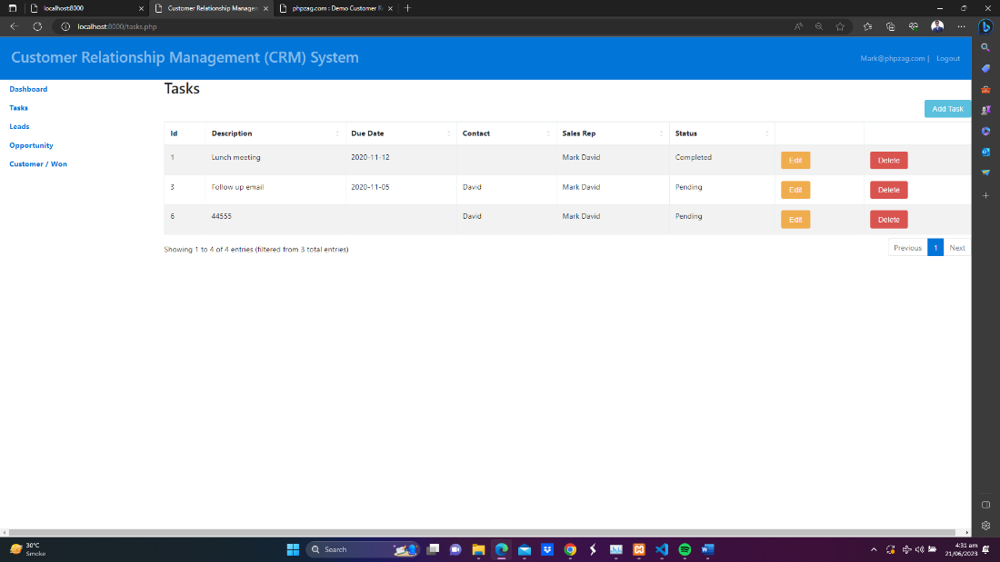 localhost:8000
Customer Relationship Managem
phpzag.com : Demo Customer Re
localhost:8000/tasks.php
Customer Relationship Management (CRM) System
Mark@phpzag.com | Logout
Dashboard
Tasks
Leads
Opportunity
Customer / Won
Tasks
Add Task
Id Description Due Date Contact Sales Rep Status
1 Lunch meeting 2020-11-12 Mark David Completed Edit Delete
3 Follow up email 2020-11-05 David Mark David Pending Edit Delete
6 44555 David Mark David Pending Edit Delete
Showing 1 to 4 of 4 entries (filtered from 3 total entries)
Previous 1 Next
30°C
Smoke
Search
4:31 am
21/06/2023